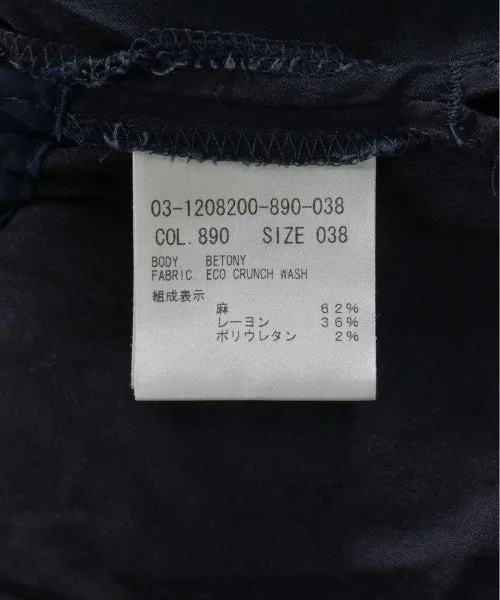 03-1208200-890-038
COL. 890 SIZE 038
BODY BETONY
FABRIC. ECO CRUNCH WASH
組成表示
麻 62%
レーヨン 36%
ポリウレタン 2%